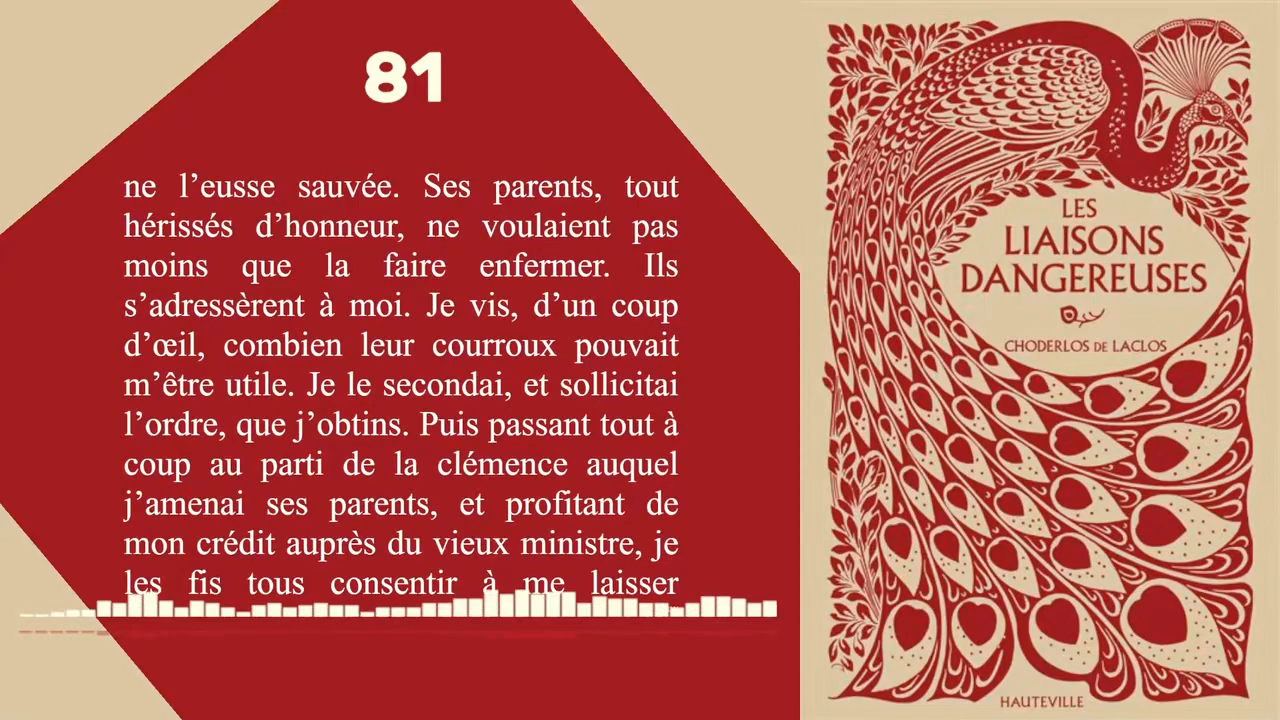 81
ne l’eusse sauvée. Ses parents, tout
hérissés d’honneur, ne voulaient pas
moins que la faire enfermer. Ils
s’adressèrent à moi. Je vis, d’un coup
d’œil, combien leur courroux pouvait
m’être utile. Je le secondai, et sollicitai
l’ordre, que j’obtins. Puis passant tout à
coup au parti de la clémence auquel
j’amenai ses parents, et profitant de
mon crédit auprès du vieux ministre, je
les fis tous consentir à me laisser
LES
LIAISONS
DANGEREUSES
CHODERLOS DE LACLOS
HAUTEVILLE